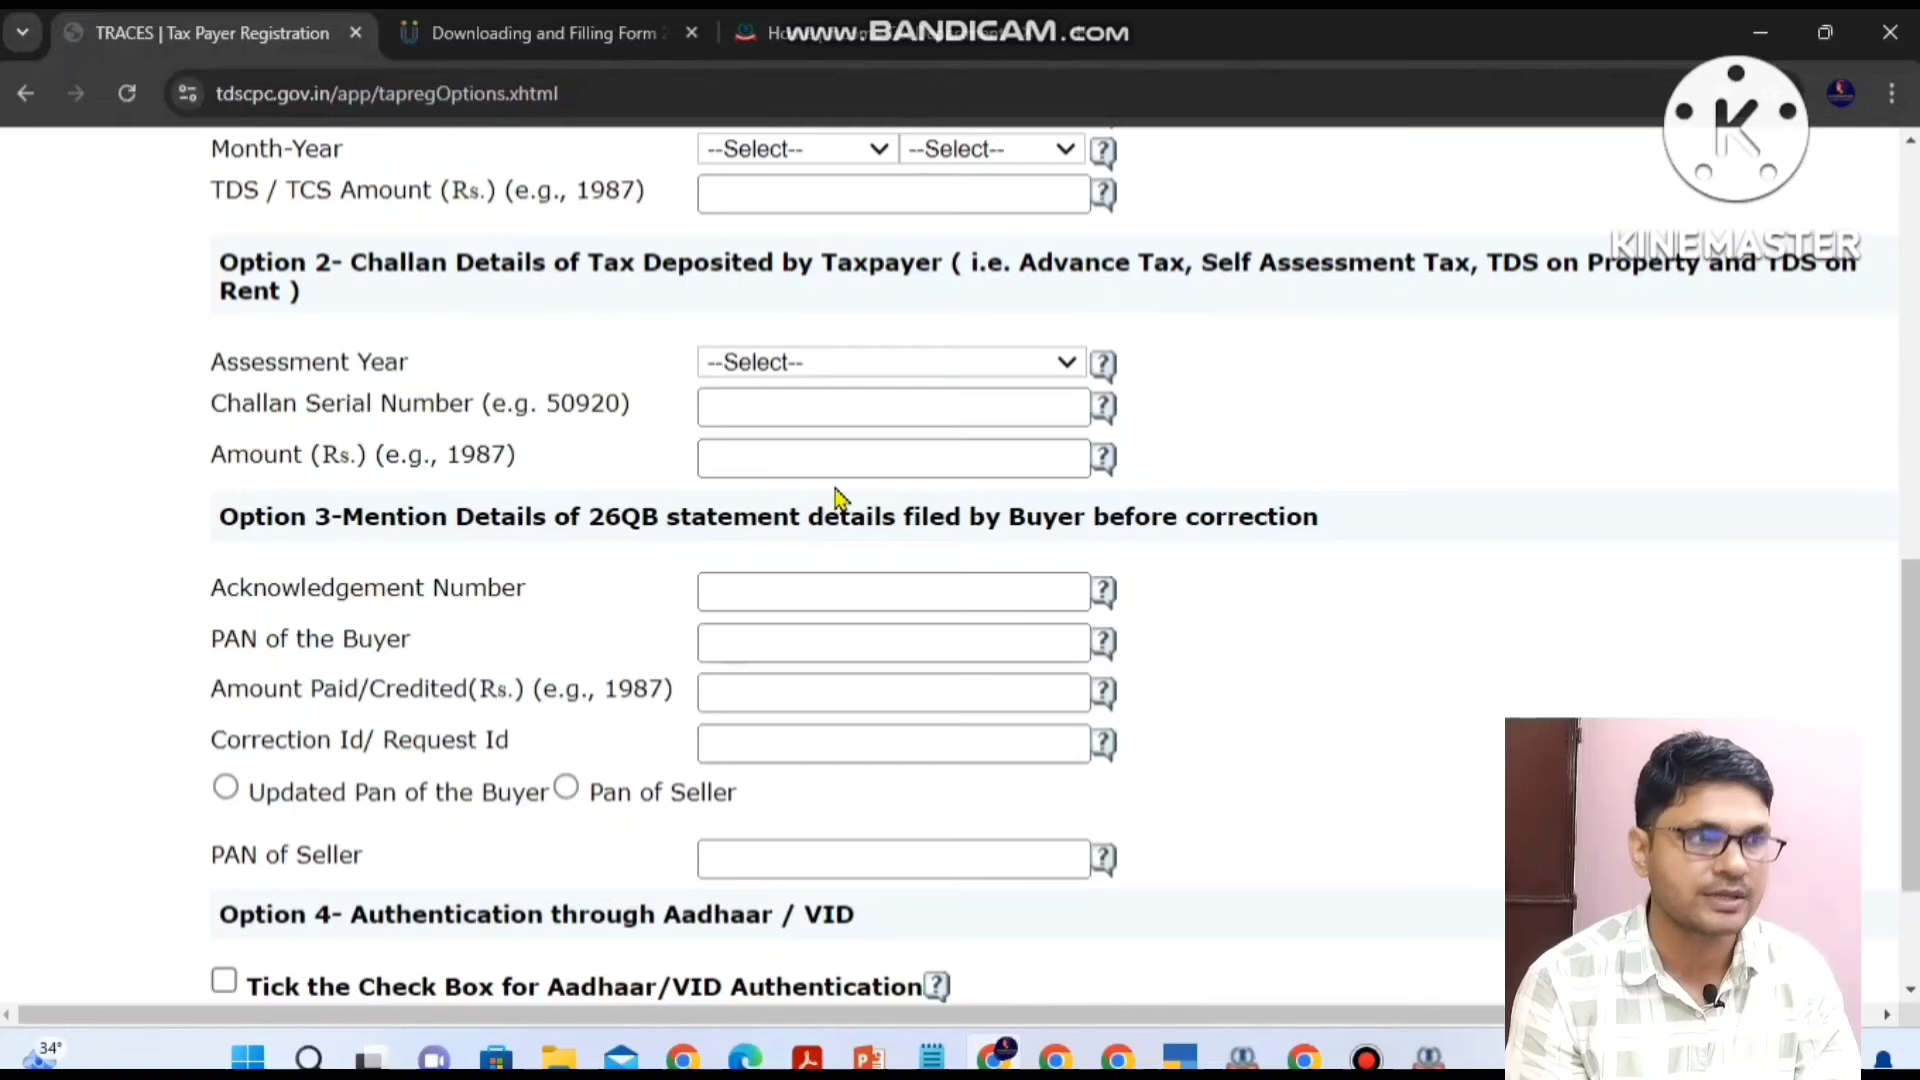 TRACES | Tax Payer Registration
Downloading and Filling Form
www.BANDICAM.com
tdscpc.gov.in/app/tapregOptions.xhtml
KINEMASTER
Month-Year --Select-- --Select-- ?
TDS / TCS Amount (Rs.) (e.g., 1987) ?
Option 2- Challan Details of Tax Deposited by Taxpayer ( i.e. Advance Tax, Self Assessment Tax, TDS on Property and TDS on
Rent )
Assessment Year --Select-- ?
Challan Serial Number (e.g. 50920) ?
Amount (Rs.) (e.g., 1987) ?
Option 3-Mention Details of 26QB statement details filed by Buyer before correction
Acknowledgement Number ?
PAN of the Buyer ?
Amount Paid/Credited(Rs.) (e.g., 1987) ?
Correction Id/ Request Id ?
Updated Pan of the Buyer Pan of Seller
PAN of Seller ?
Option 4- Authentication through Aadhaar / VID
Tick the Check Box for Aadhaar/VID Authentication ?
34°